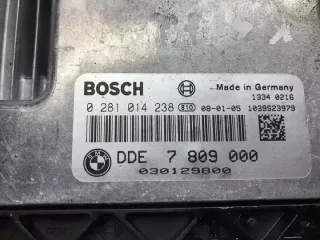 BOSCH
Made in Germany
1334 0216
0 281 014 238 B10 08-01-05 1039S23979
DDE 7 809 000
030129800